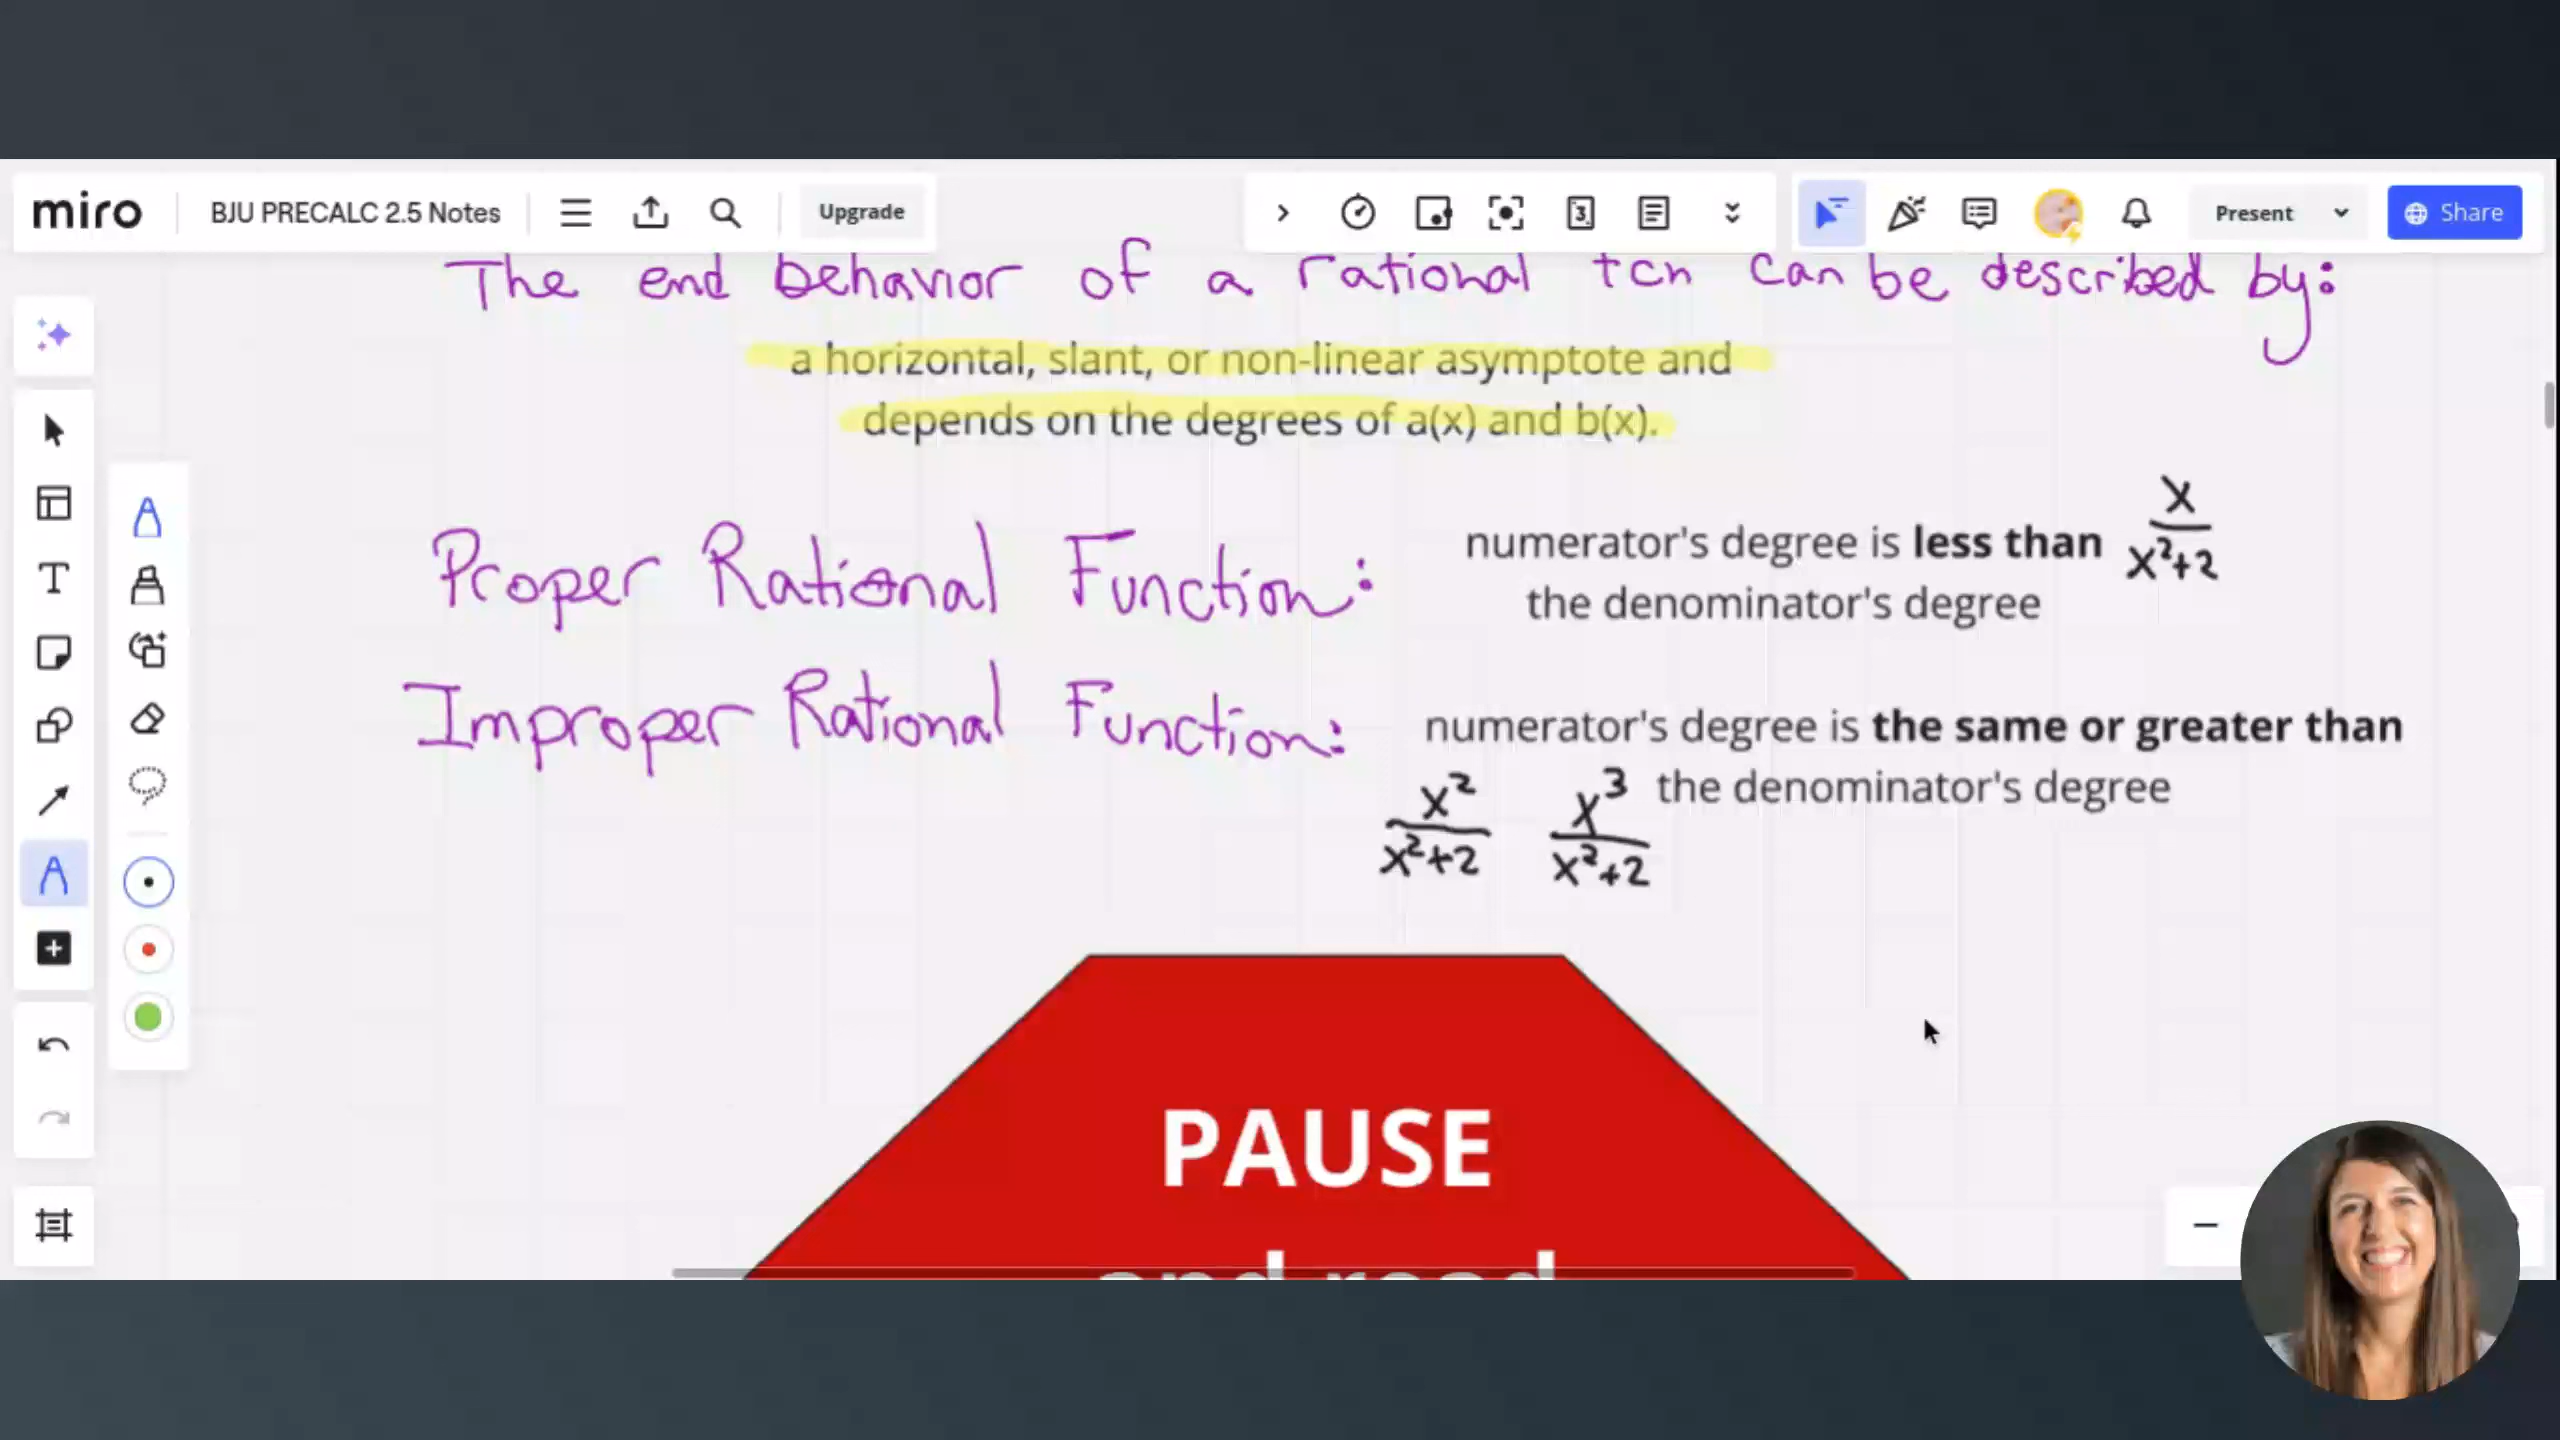 miro BJU PRECALC 2.5 Notes Upgrade Present Share
The end behavior of a rational fcn can be described by:
a horizontal, slant, or non-linear asymptote and
depends on the degrees of a(x) and b(x).
Proper Rational Function:
numerator's degree is less than
the denominator's degree
x
x²+2
Improper Rational Function:
numerator's degree is the same or greater than
the denominator's degree
x²
x²+2
x³
x²+2
PAUSE
and read